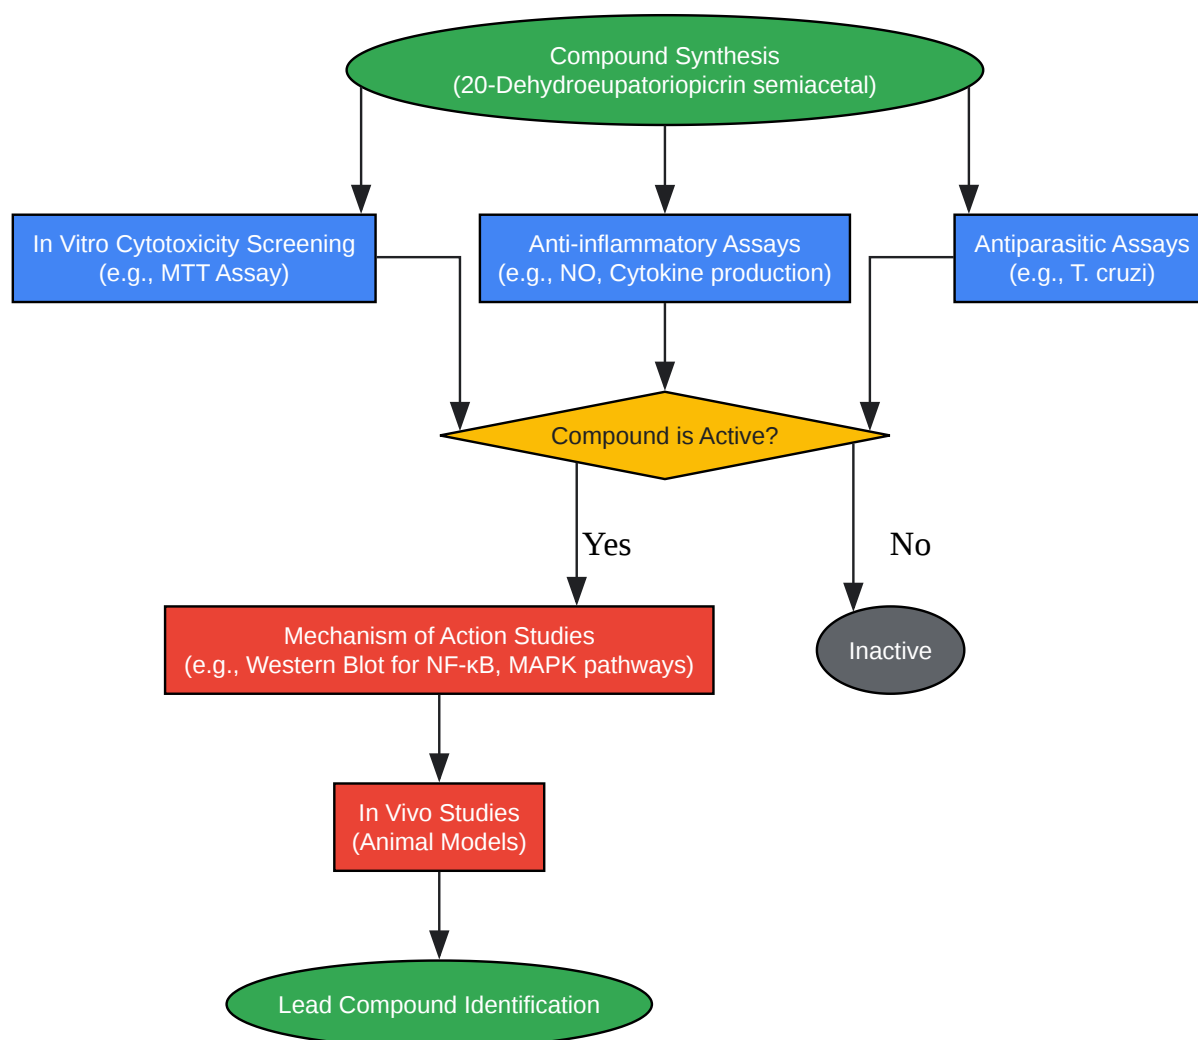 Compound Synthesis
(20-Dehydroeupatoriopicrin semiacetal)
In Vitro Cytotoxicity Screening
(e.g., MTT Assay)
Anti-inflammatory Assays
(e.g., NO, Cytokine production)
Antiparasitic Assays
(e.g., T. cruzi)
Compound is Active?
Yes
No
Mechanism of Action Studies
(e.g., Western Blot for NF-κB, MAPK pathways)
Inactive
In Vivo Studies
(Animal Models)
Lead Compound Identification